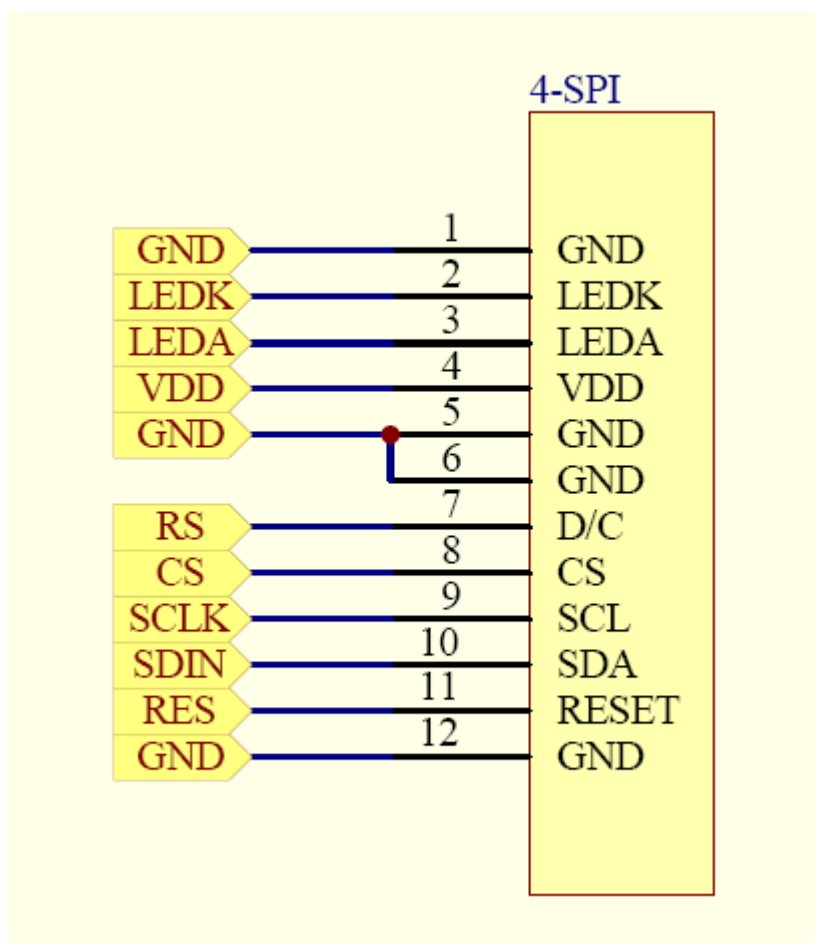 4-SPI
GND 1 GND
LEDK 2 LEDK
LEDA 3 LEDA
VDD 4 VDD
GND 5 GND
6 GND
RS 7 D/C
CS 8 CS
SCLK 9 SCL
SDIN 10 SDA
RES 11 RESET
GND 12 GND